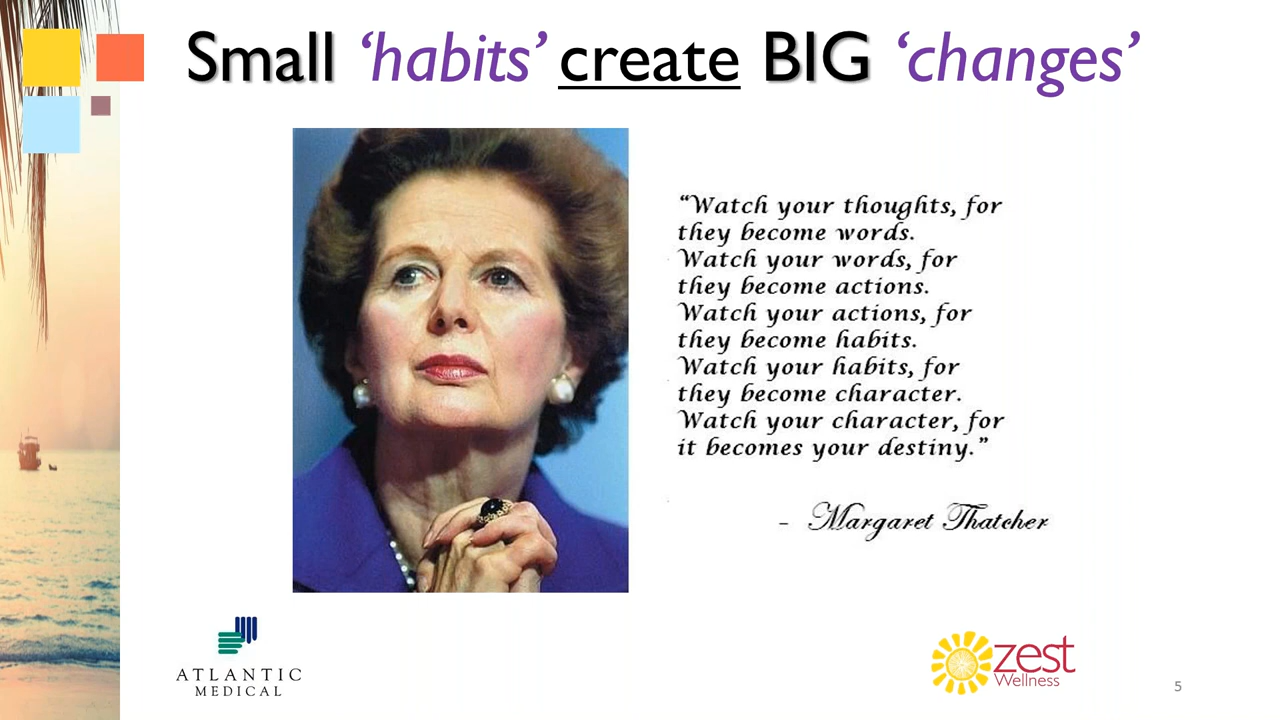 Small ‘habits’ create BIG ‘changes’
“Watch your thoughts, for
they become words.
Watch your words, for
they become actions.
Watch your actions, for
they become habits.
Watch your habits, for
they become character.
Watch your character, for
it becomes your destiny.”
- Margaret Thatcher
ATLANTIC
MEDICAL
zest
Wellness
5